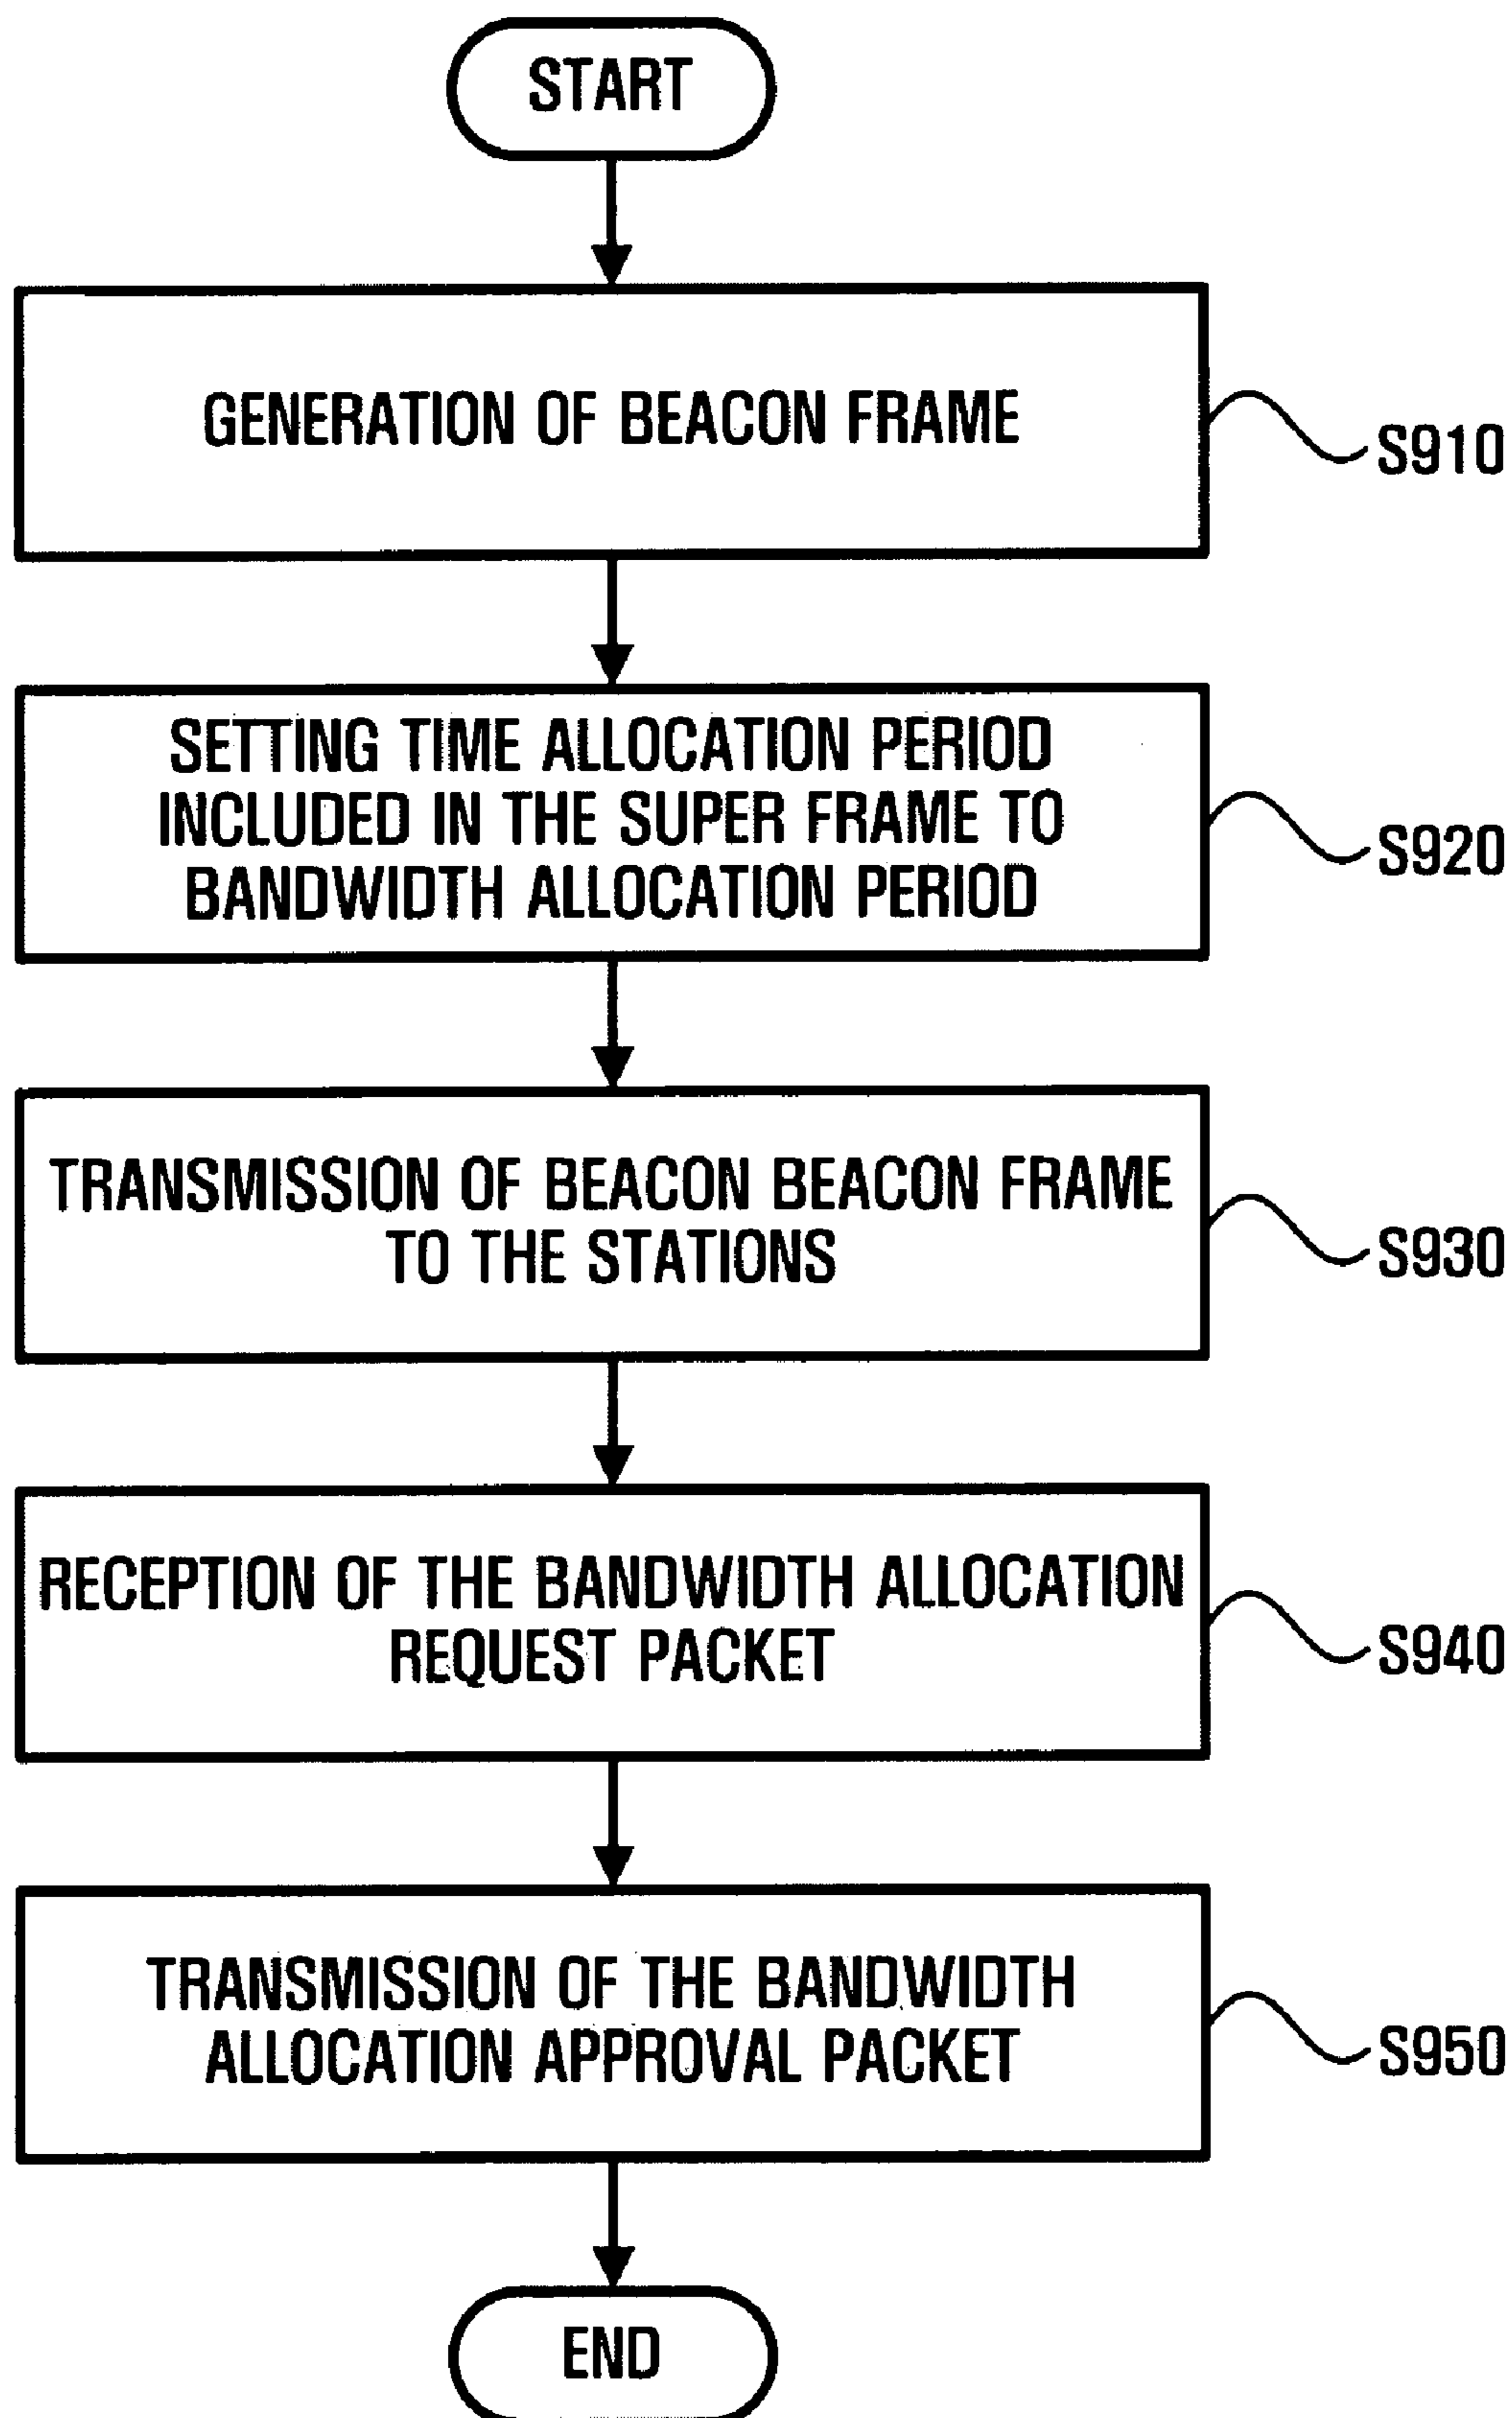 START
GENERATION OF BEACON FRAME
S910
SETTING TIME ALLOCATION PERIOD
INCLUDED IN THE SUPER FRAME TO
BANDWIDTH ALLOCATION PERIOD
S920
TRANSMISSION OF BEACON BEACON FRAME
TO THE STATIONS
S930
RECEPTION OF THE BANDWIDTH ALLOCATION
REQUEST PACKET
S940
TRANSMISSION OF THE BANDWIDTH
ALLOCATION APPROVAL PACKET
S950
END